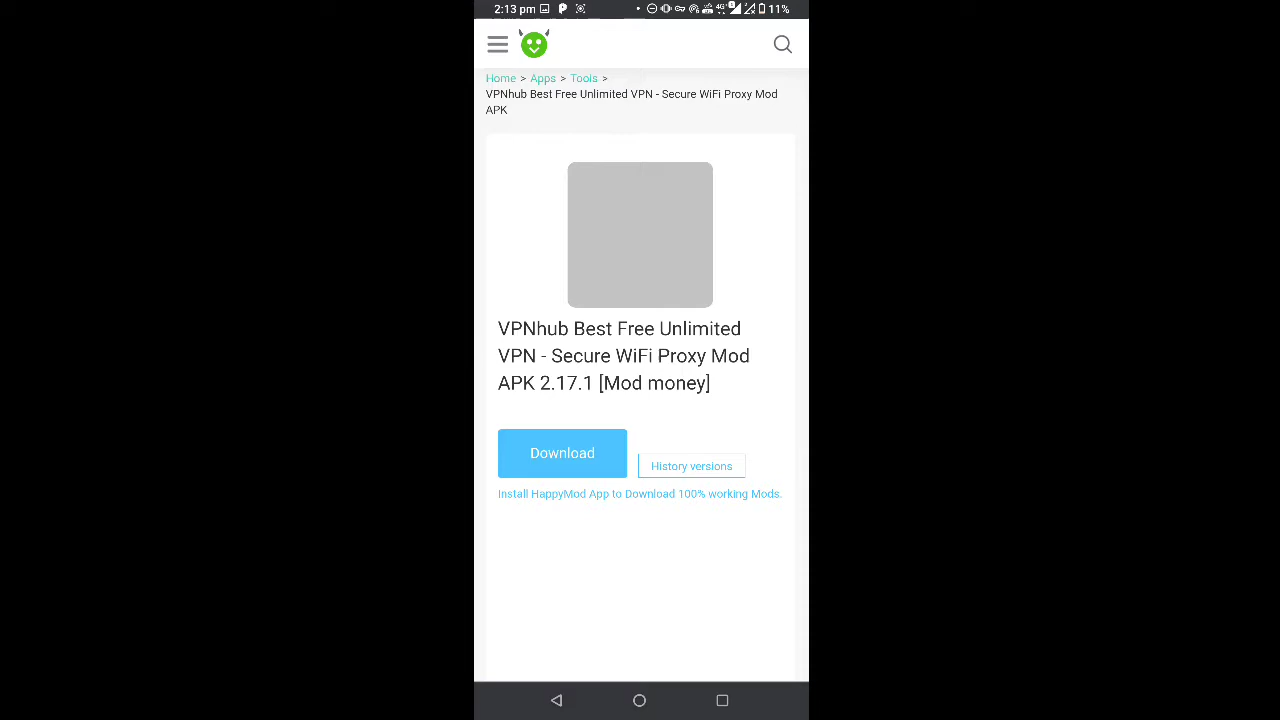 2:13 pm
11%
Home > Apps > Tools >
VPNhub Best Free Unlimited VPN - Secure WiFi Proxy Mod
APK
VPNhub Best Free Unlimited
VPN - Secure WiFi Proxy Mod
APK 2.17.1 [Mod money]
Download
History versions
Install HappyMod App to Download 100% working Mods.